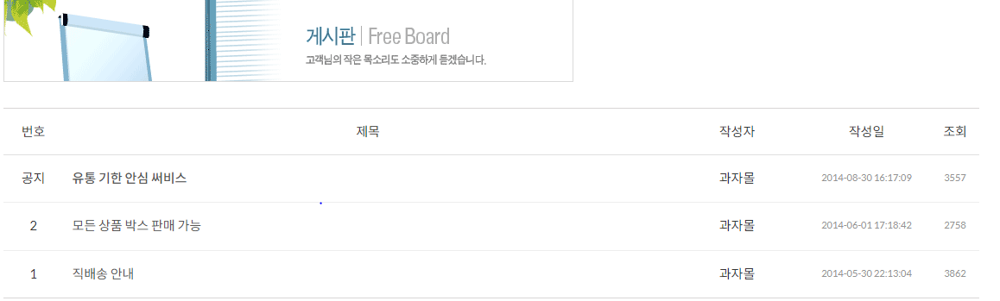 게시판 | Free Board
고객님의 작은 목소리도 소중하게 듣겠습니다.
번호 제목 작성자 작성일 조회
공지 유통 기한 안심 써비스 과자몰 2014-08-30 16:17:09 3557
2 모든 상품 박스 판매 가능 과자몰 2014-06-01 17:18:42 2758
1 직배송 안내 과자몰 2014-05-30 22:13:04 3862